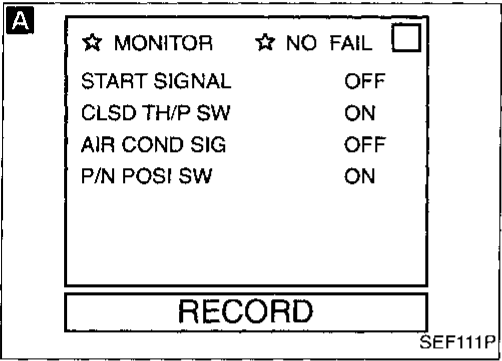 A
☆ MONITOR ☆ NO FAIL
START SIGNAL OFF
CLSD TH/P SW ON
AIR COND SIG OFF
P/N POSI SW ON
RECORD
SEF111P